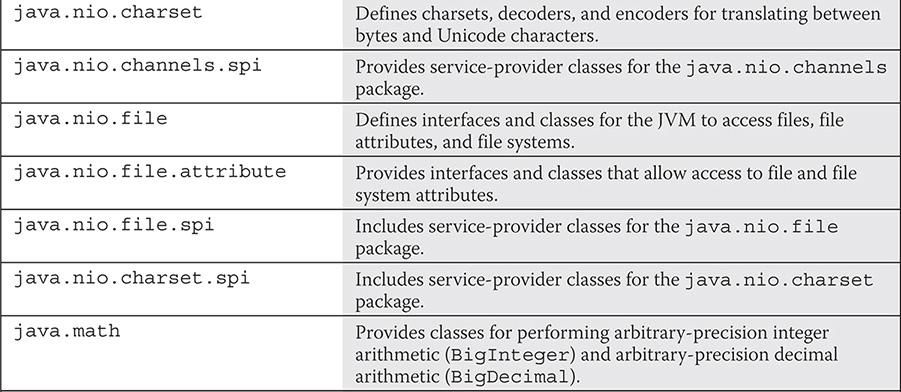 java.nio.charset
Defines charsets, decoders, and encoders for translating between
bytes and Unicode characters.
java.nio.channels.spi
Provides service-provider classes for the java.nio.channels
package.
java.nio.file
Defines interfaces and classes for the JVM to access files, file
attributes, and file systems.
java.nio.file.attribute
Provides interfaces and classes that allow access to file and file
system attributes.
java.nio.file.spi
Includes service-provider classes for the java.nio.file
package.
java.nio.charset.spi
Includes service-provider classes for the java.nio.charset
package.
java.math
Provides classes for performing arbitrary-precision integer
arithmetic (BigInteger) and arbitrary-precision decimal
arithmetic (BigDecimal).